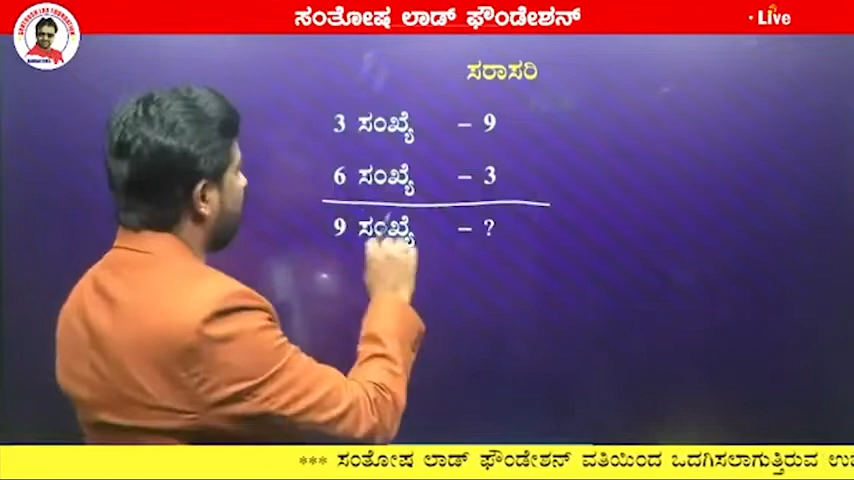 ಸಂತೋಷ ಲಾಡ್ ಫೌಂಡೇಶನ್
Live
ಸರಾಸರಿ
3 ಸಂಖ್ಯೆ – 9
6 ಸಂಖ್ಯೆ – 3
9 ಸಂಖ್ಯೆ – ?
*** ಸಂತೋಷ ಲಾಡ್ ಫೌಂಡೇಶನ್ ವತಿಯಿಂದ ಒದಗಿಸಲಾಗುತ್ತಿರುವ